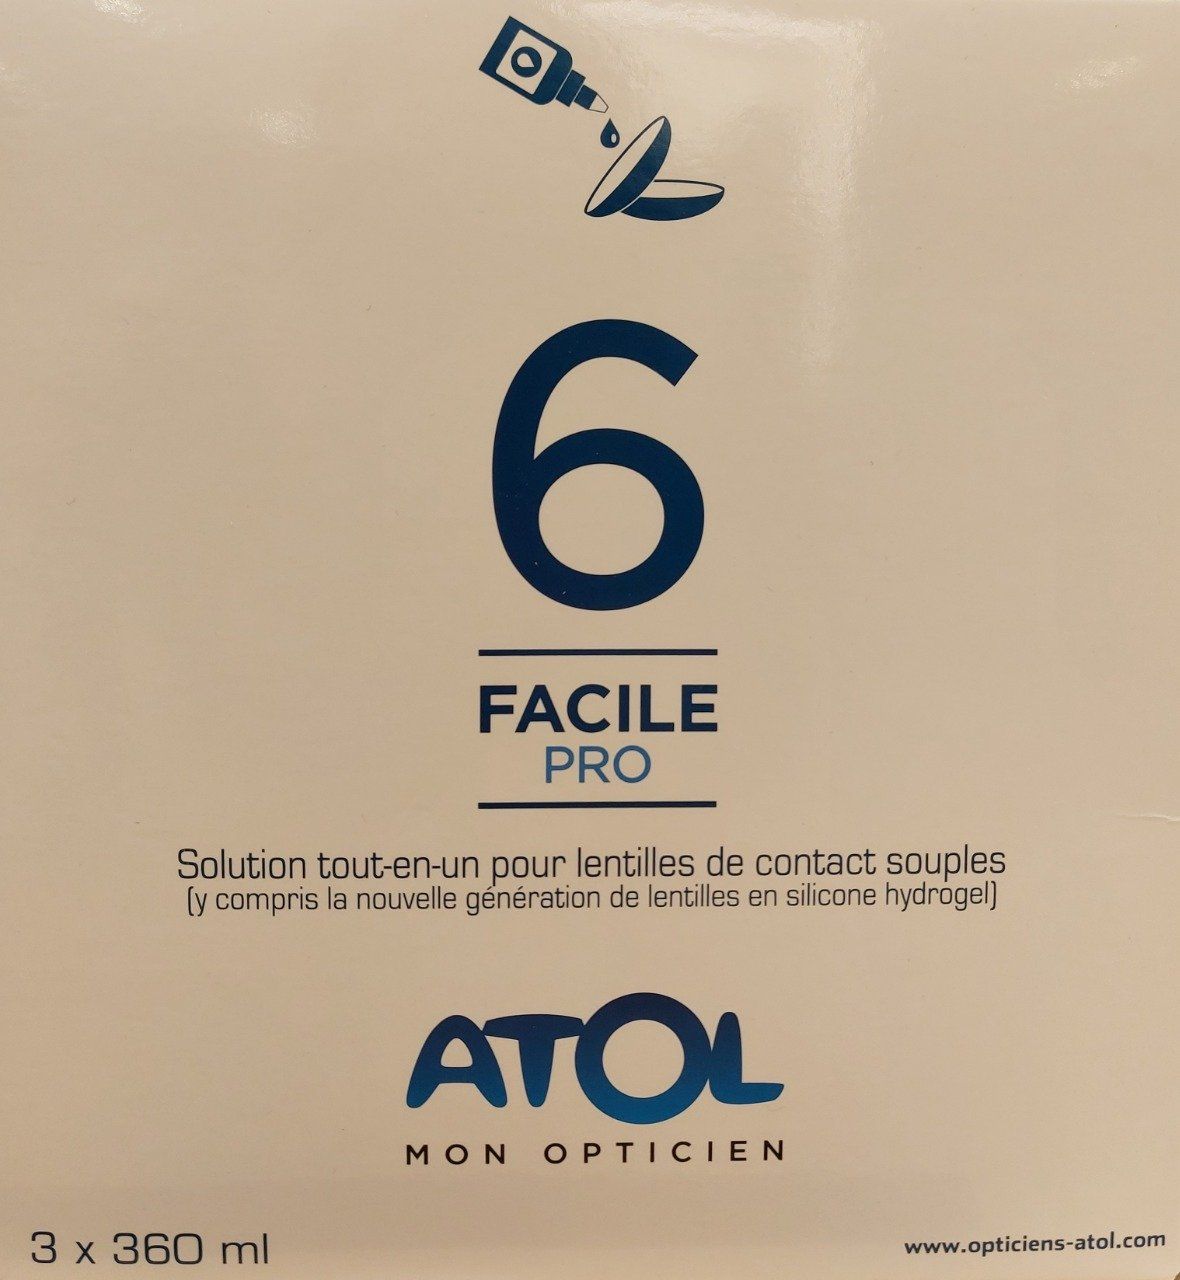 6
FACILE
PRO
Solution tout-en-un pour lentilles de contact souples
(y compris la nouvelle génération de lentilles en silicone hydrogel)
ATOL
MON OPTICIEN
3 x 360 ml
www.opticiens-atol.com